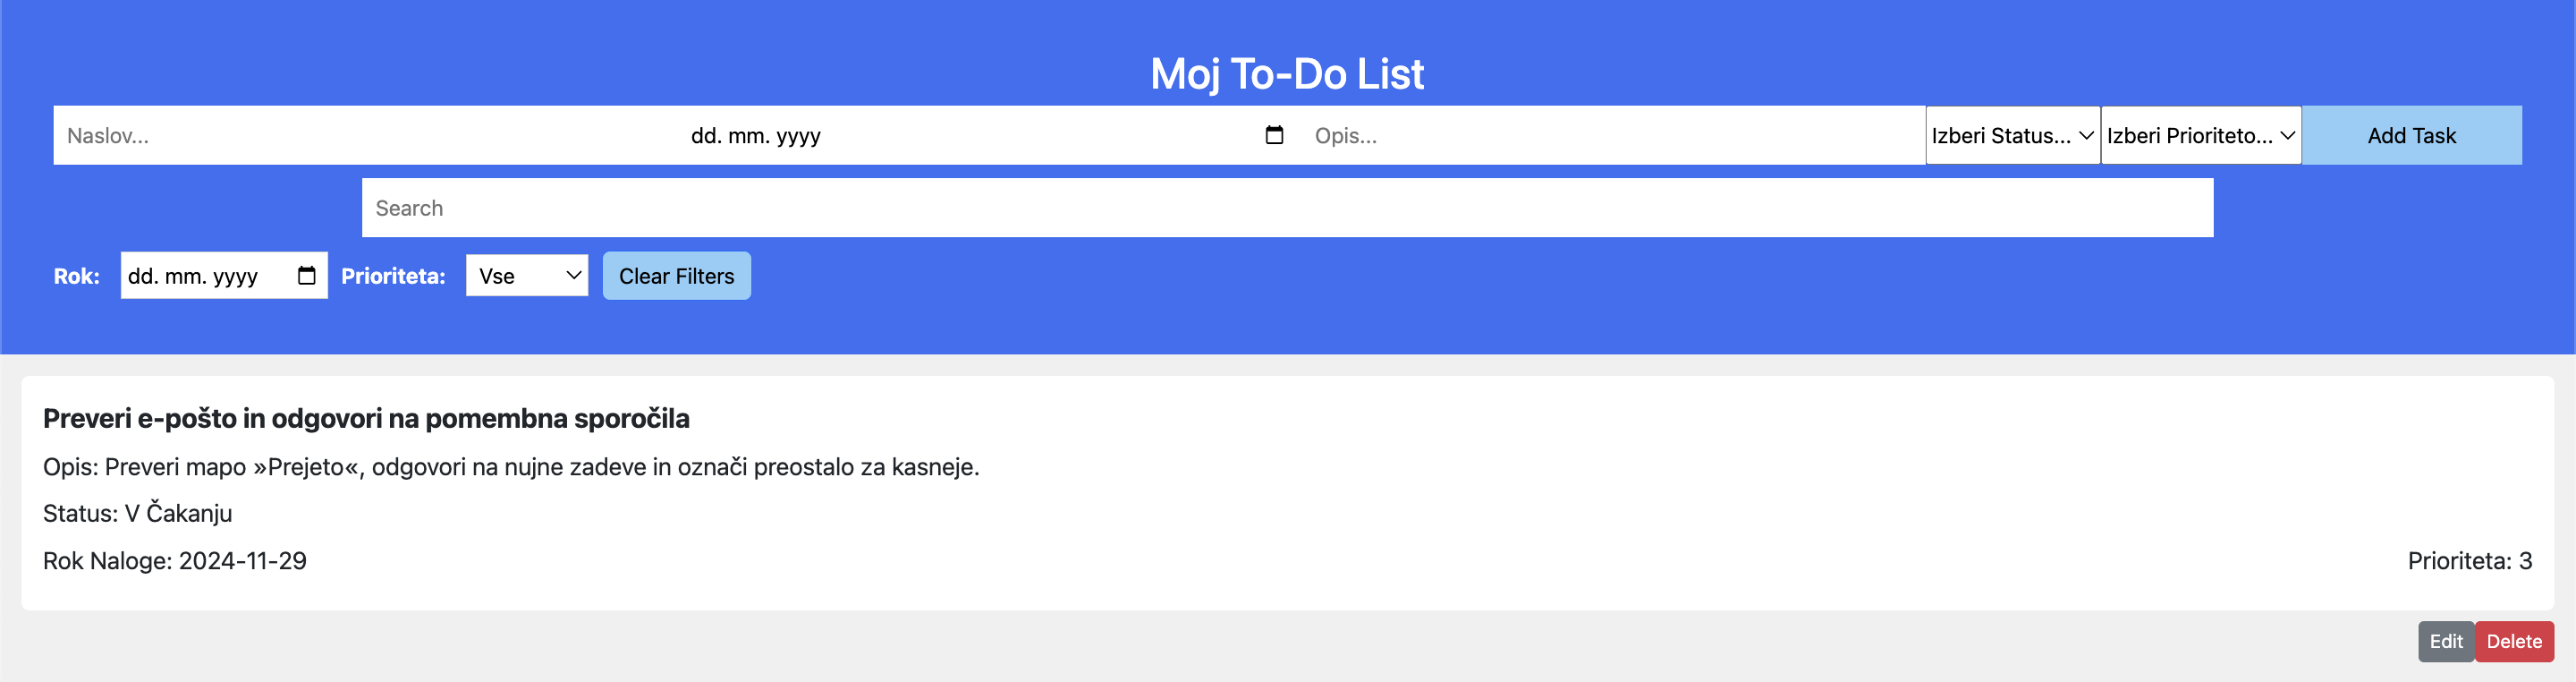 Moj To-Do List
Naslov... dd. mm. yyyy Opis... Izberi Status... Izberi Prioriteto... Add Task
Search
Rok: dd. mm. yyyy Prioriteta: Vse Clear Filters
Preveri e-pošto in odgovori na pomembna sporočila
Opis: Preveri mapo »Prejeto«, odgovori na nujne zadeve in označi preostalo za kasneje.
Status: V Čakanju
Rok Naloge: 2024-11-29 Prioriteta: 3
Edit Delete